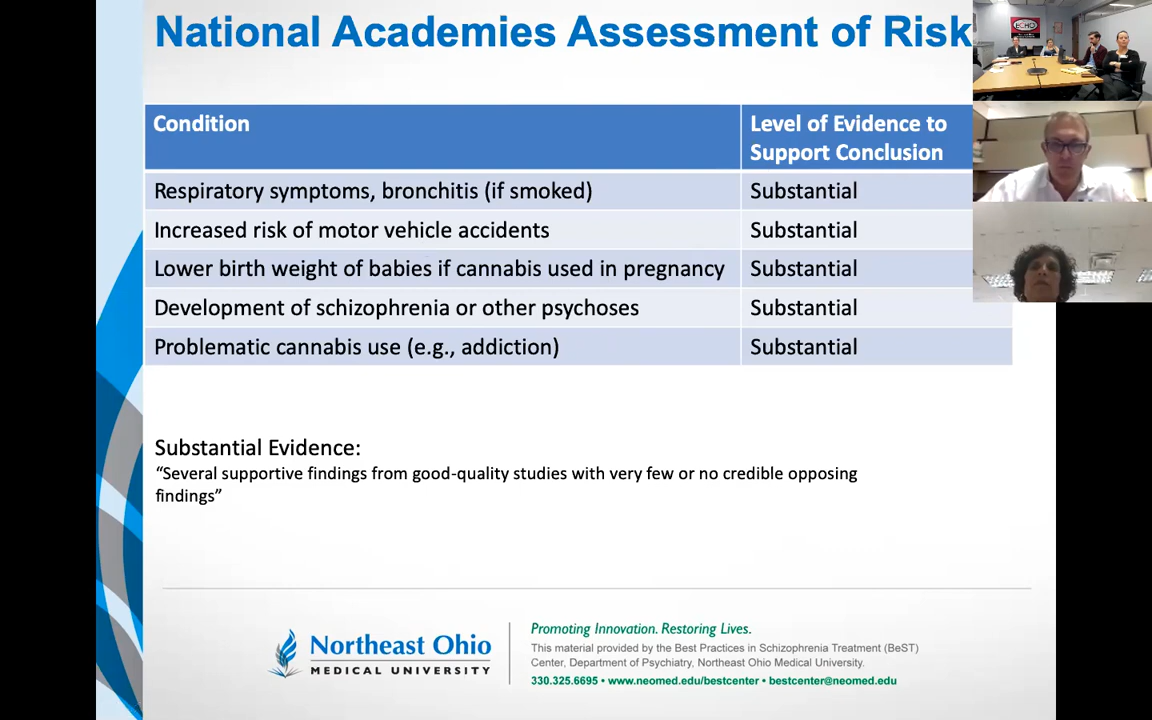 National Academies Assessment of Risk
Condition
Level of Evidence to
Support Conclusion
Respiratory symptoms, bronchitis (if smoked)
Substantial
Increased risk of motor vehicle accidents
Substantial
Lower birth weight of babies if cannabis used in pregnancy
Substantial
Development of schizophrenia or other psychoses
Substantial
Problematic cannabis use (e.g., addiction)
Substantial
Substantial Evidence:
“Several supportive findings from good-quality studies with very few or no credible opposing
findings”
Northeast Ohio
MEDICAL UNIVERSITY
Promoting Innovation. Restoring Lives.
This material provided by the Best Practices in Schizophrenia Treatment (BeST)
Center, Department of Psychiatry, Northeast Ohio Medical University.
330.325.6695 • www.neomed.edu/bestcenter • bestcenter@neomed.edu
ECHO